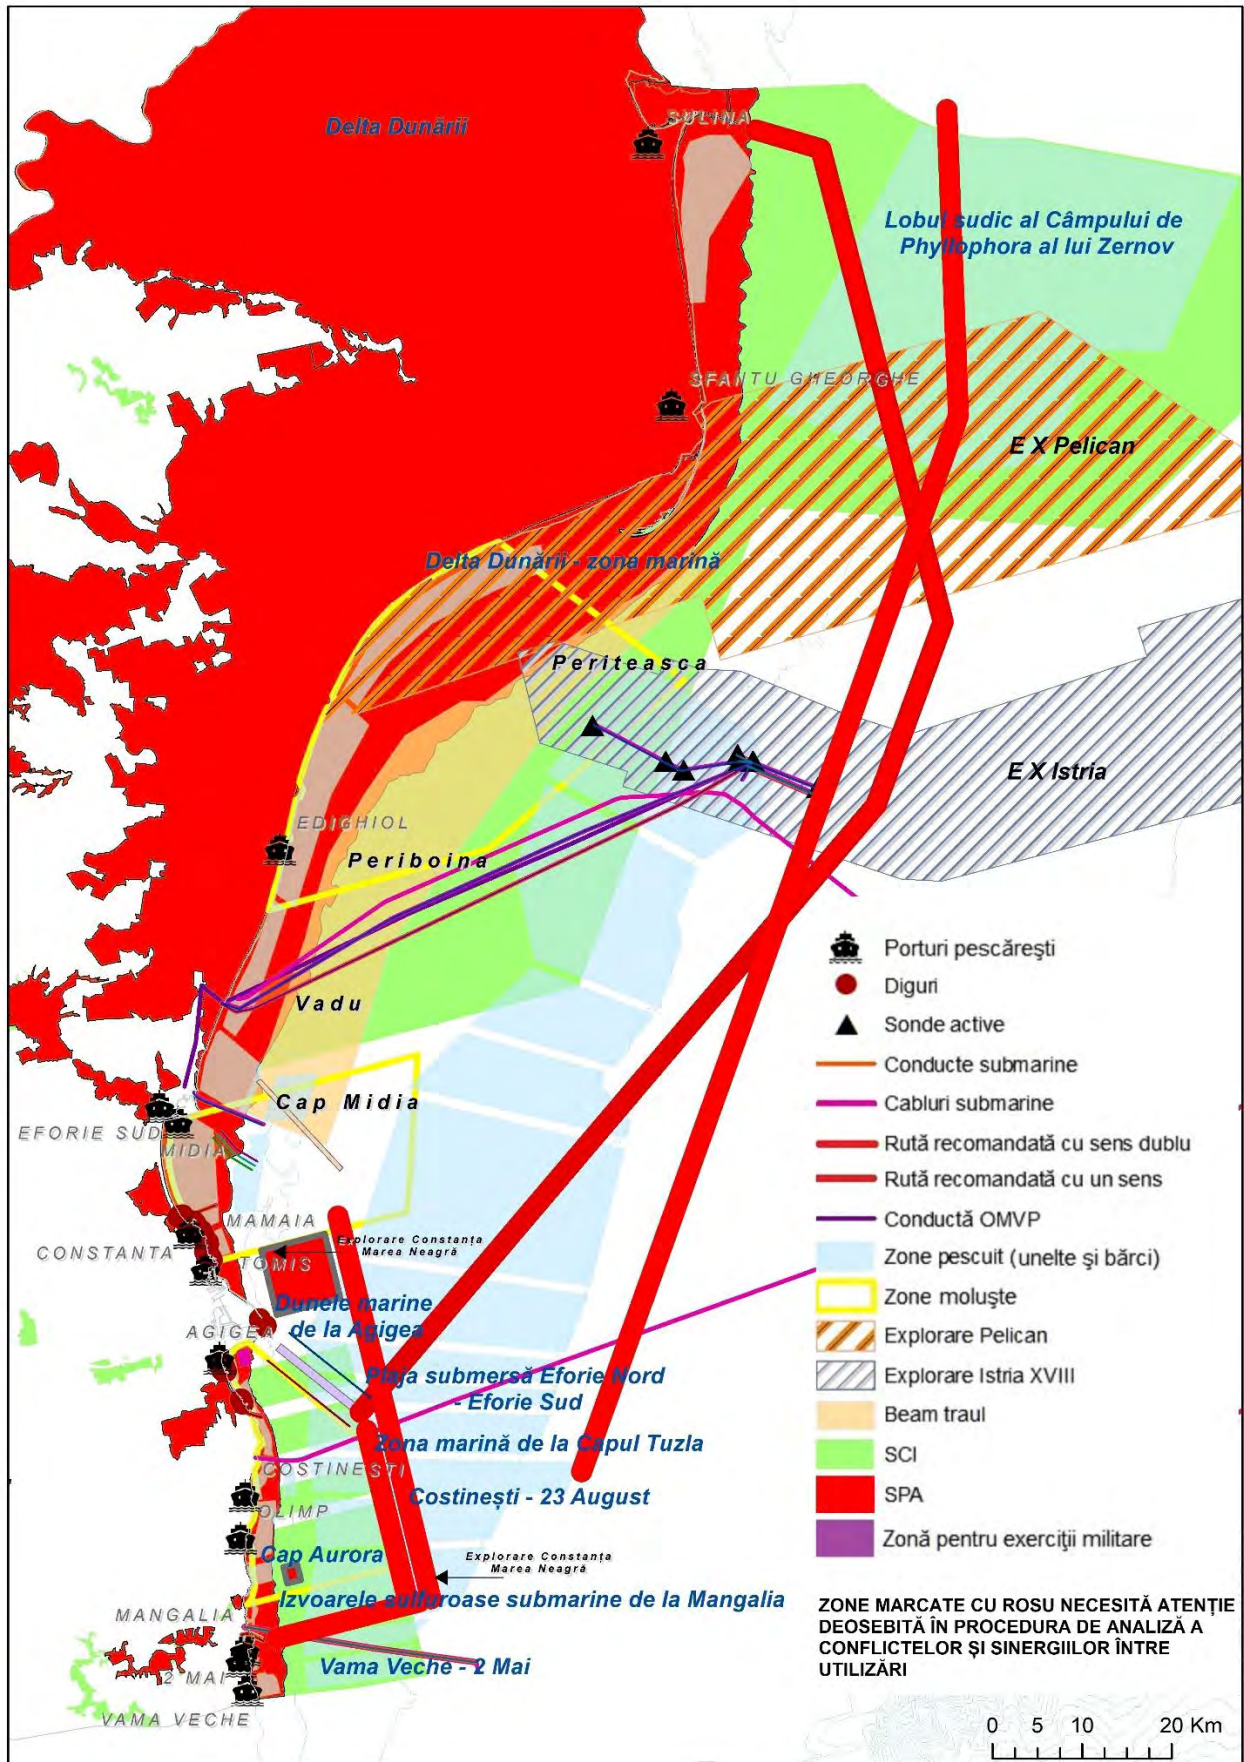 SULINA
Delta Dunării
Lobul sudic al Câmpului de
Phyllophora al lui Zernov
SFANTU GHEORGHE
E X Pelican
Delta Dunării - zona marină
Periteasca
E X Istria
EDIGHIOL
Periboina
Vadu
Cap Midia
EFORIE SUD
MIDIA
MAMAIA
CONSTANTA
TOMIS
Explorare Constanța
Marea Neagră
Dunele marine
de la Agigea
AGIGEA
Plaja submersă Eforie Nord
- Eforie Sud
Zona marină de la Capul Tuzla
COSTINESTI
Costinești - 23 August
OLIMP
Cap Aurora
Explorare Constanța
Marea Neagră
Izvoarele sulfuroase submarine de la Mangalia
MANGALIA
Vama Veche - 2 Mai
2 MAI
VAMA VECHE
Porturi pescărești
Diguri
Sonde active
Conducte submarine
Cabluri submarine
Rută recomandată cu sens dublu
Rută recomandată cu un sens
Conductă OMVP
Zone pescuit (unelte și bărci)
Zone moluște
Explorare Pelican
Explorare Istria XVIII
Beam traul
SCI
SPA
Zonă pentru exerciții militare
ZONE MARCATE CU ROSU NECESITĂ ATENȚIE
DEOSEBITĂ ÎN PROCEDURA DE ANALIZĂ A
CONFLICTELOR ȘI SINERGIILOR ÎNTRE
UTILIZĂRI
0 5 10 20 Km